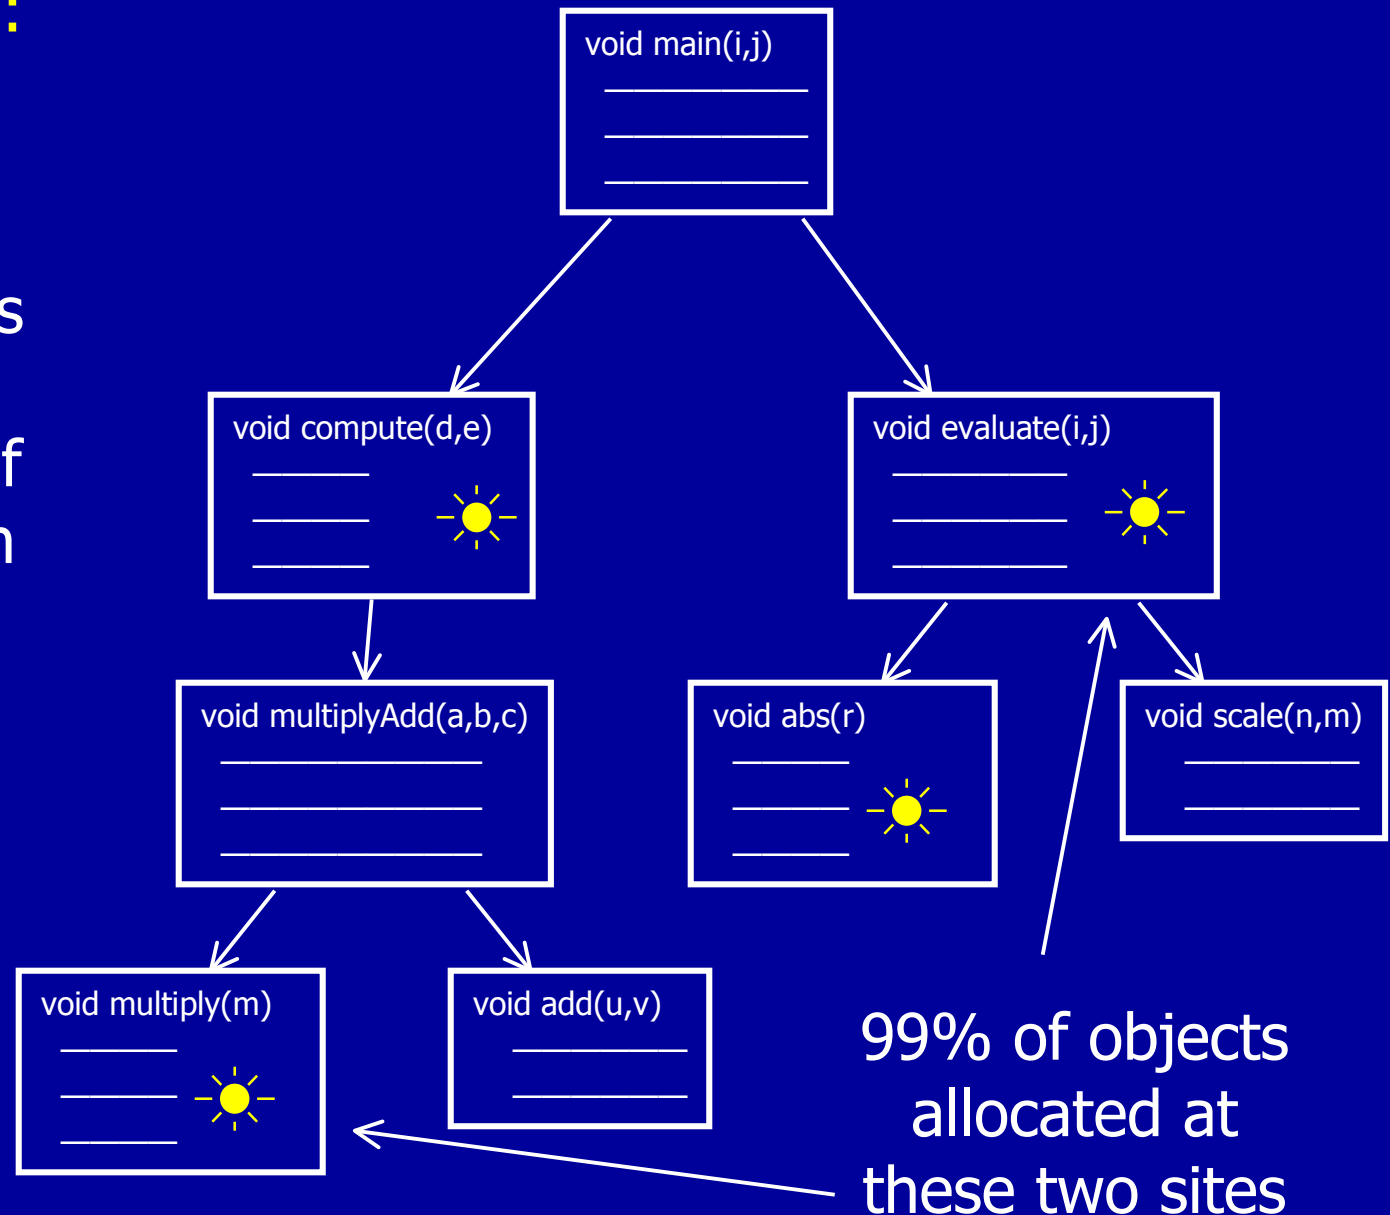 :
void main(i,j)
s
f
n
void compute(d,e)
void evaluate(i,j)
void multiplyAdd(a,b,c)
void abs(r)
void scale(n,m)
void multiply(m)
void add(u,v)
99% of objects
allocated at
these two sites